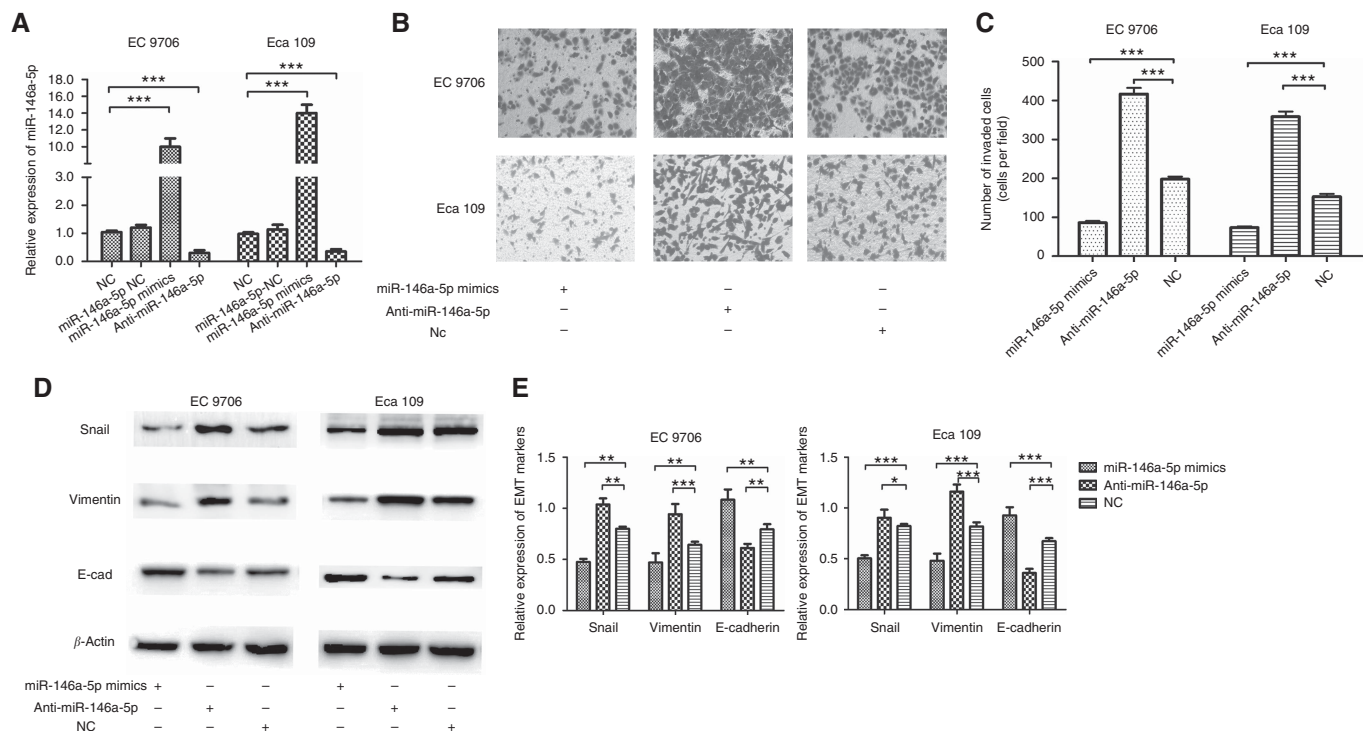 A
EC 9706 Eca 109
Relative expression of miR-146a-5p
18.0
16.0
14.0
12.0
10.0
3.0
2.0
1.0
0.0
***
***
***
***
NC
miR-146a-5p NC
miR-146a-5p mimics
Anti-miR-146a-5p
NC
miR-146a-5p-NC
miR-146a-5p mimics
Anti-miR-146a-5p
B
EC 9706
Eca 109
miR-146a-5p mimics + – –
Anti-miR-146a-5p – + –
Nc – – +
C
EC 9706 Eca 109
Number of invaded cells
(cells per field)
500
400
300
200
100
0
***
***
***
***
miR-146a-5p mimics
Anti-miR-146a-5p
NC
miR-146a-5p mimics
Anti-miR-146a-5p
NC
D
EC 9706 Eca 109
Snail
Vimentin
E-cad
β-Actin
miR-146a-5p mimics + – – + – –
Anti-miR-146a-5p – + – – + –
NC – – + – – +
E
EC 9706
Relative expression of EMT markers
1.5
1.0
0.5
0.0
** ** **
** *** **
Snail Vimentin E-cadherin
Eca 109
Relative expression of EMT markers
1.5
1.0
0.5
0.0
*** *** ***
* *** ***
Snail Vimentin E-cadherin
miR-146a-5p mimics
Anti-miR-146a-5p
NC